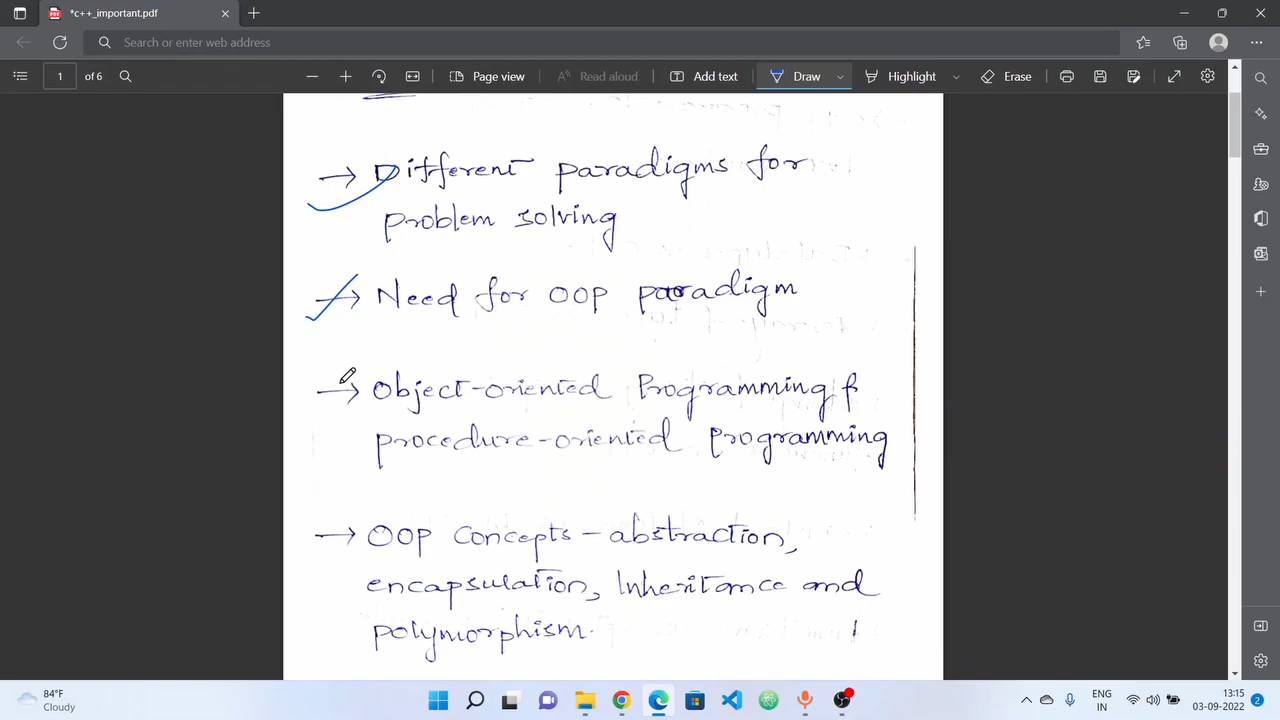 *c++_important.pdf
Search or enter web address
1 of 6
Page view
Read aloud
Add text
Draw
Highlight
Erase
→ Different paradigms for
problem solving
→ Need for OOP paradigm
→ Object-oriented Programming &
procedure-oriented programming
→ OOP Concepts - abstraction,
encapsulation, Inheritance and
polymorphism.
84°F
Cloudy
ENG
IN
13:15
03-09-2022
2